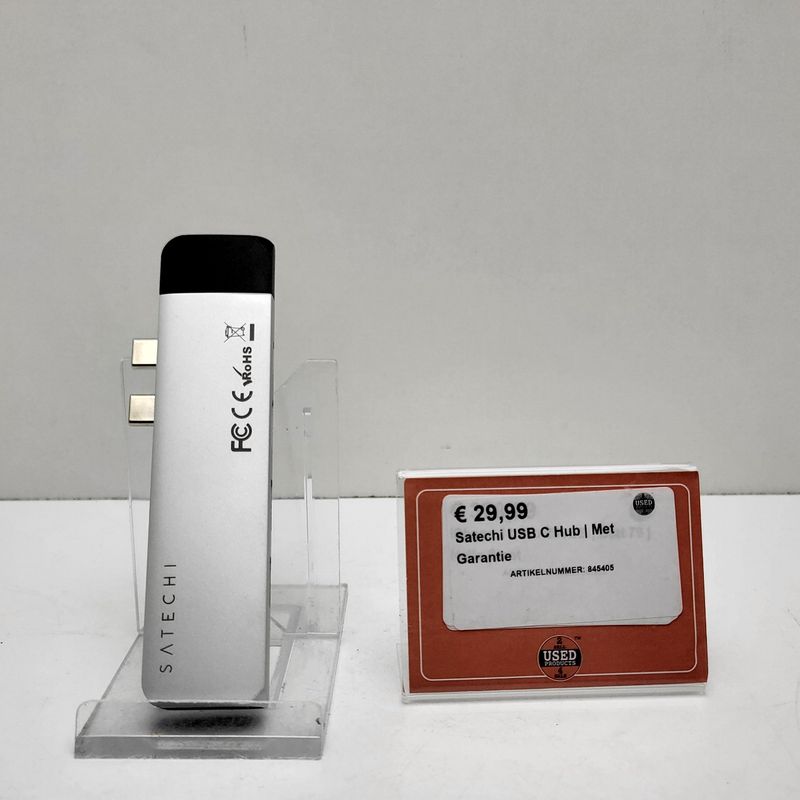 SATECHI
FC CE RoHS
€ 29,99
Satechi USB C Hub | Met
Garantie
ARTIKELNUMMER: 845405
USED
USED
PRODUCTS